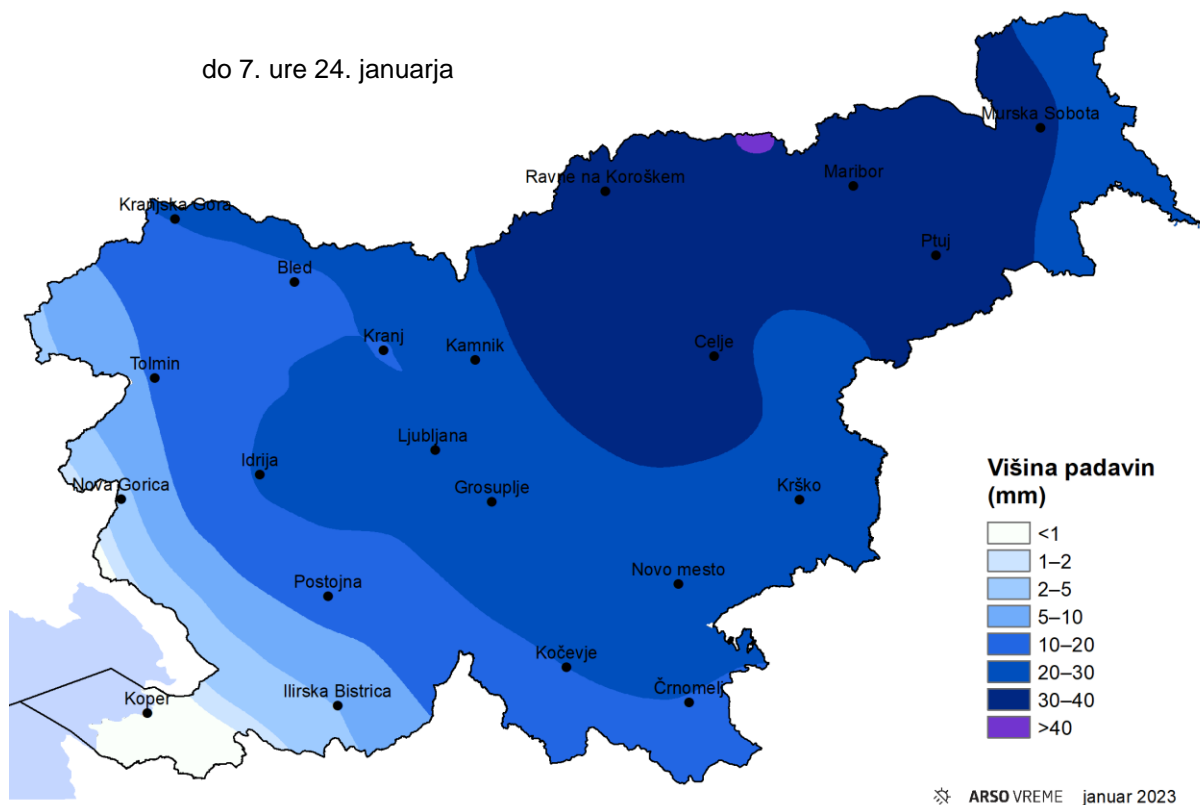 do 7. ure 24. januarja
Murska Sobota
Ravne na Koroškem
Maribor
Kranjska Gora
Ptuj
Bled
Kranj
Kamnik
Celje
Tolmin
Ljubljana
Idrija
Nova Gorica
Grosuplje
Krško
Postojna
Novo mesto
Kočevje
Koper
Ilirska Bistrica
Črnomelj
Višina padavin
(mm)
<1
1–2
2–5
5–10
10–20
20–30
30–40
>40
ARSO VREME januar 2023